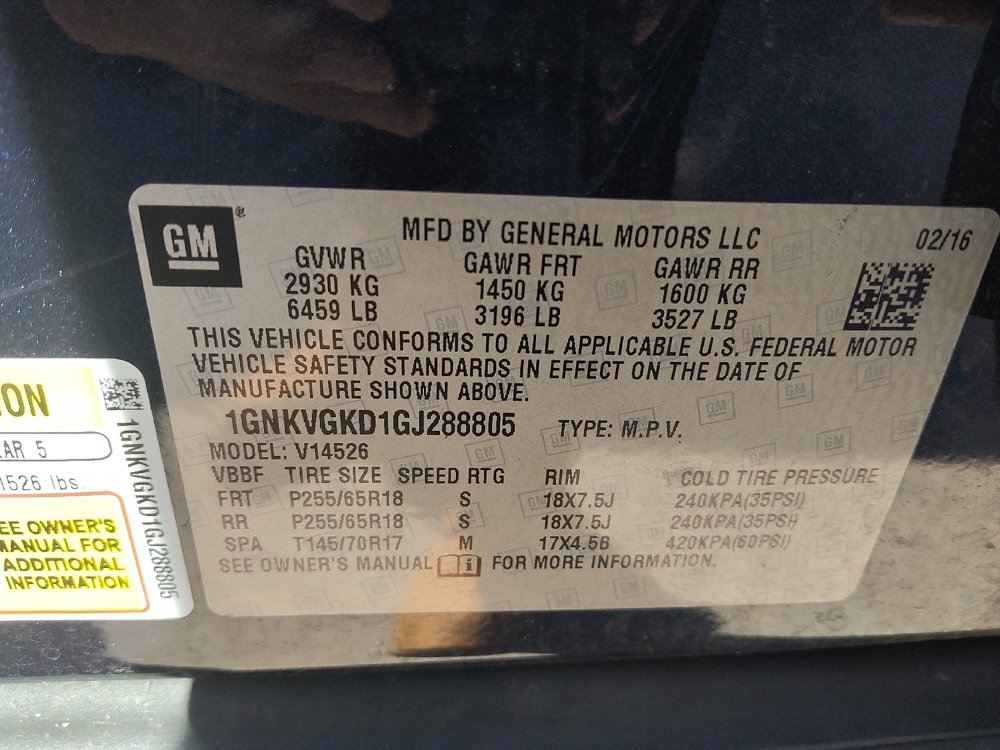 GM
MFD BY GENERAL MOTORS LLC 02/16
GVWR GAWR FRT GAWR RR
2930 KG 1450 KG 1600 KG
6459 LB 3196 LB 3527 LB
THIS VEHICLE CONFORMS TO ALL APPLICABLE U.S. FEDERAL MOTOR
VEHICLE SAFETY STANDARDS IN EFFECT ON THE DATE OF
MANUFACTURE SHOWN ABOVE.
1GNKVGKD1GJ288805 TYPE: M.P.V.
MODEL: V14526
VBBF TIRE SIZE SPEED RTG RIM COLD TIRE PRESSURE
FRT P255/65R18 S 18X7.5J 240KPA(35PSI)
RR P255/65R18 S 18X7.5J 240KPA(35PSI)
SPA T145/70R17 M 17X4.5B 420KPA(60PSI)
SEE OWNER'S MANUAL i FOR MORE INFORMATION.
ION
AR 5
1526 lbs.
EE OWNER'S
MANUAL FOR
ADDITIONAL
INFORMATION
1GNKVGKD1GJ288805